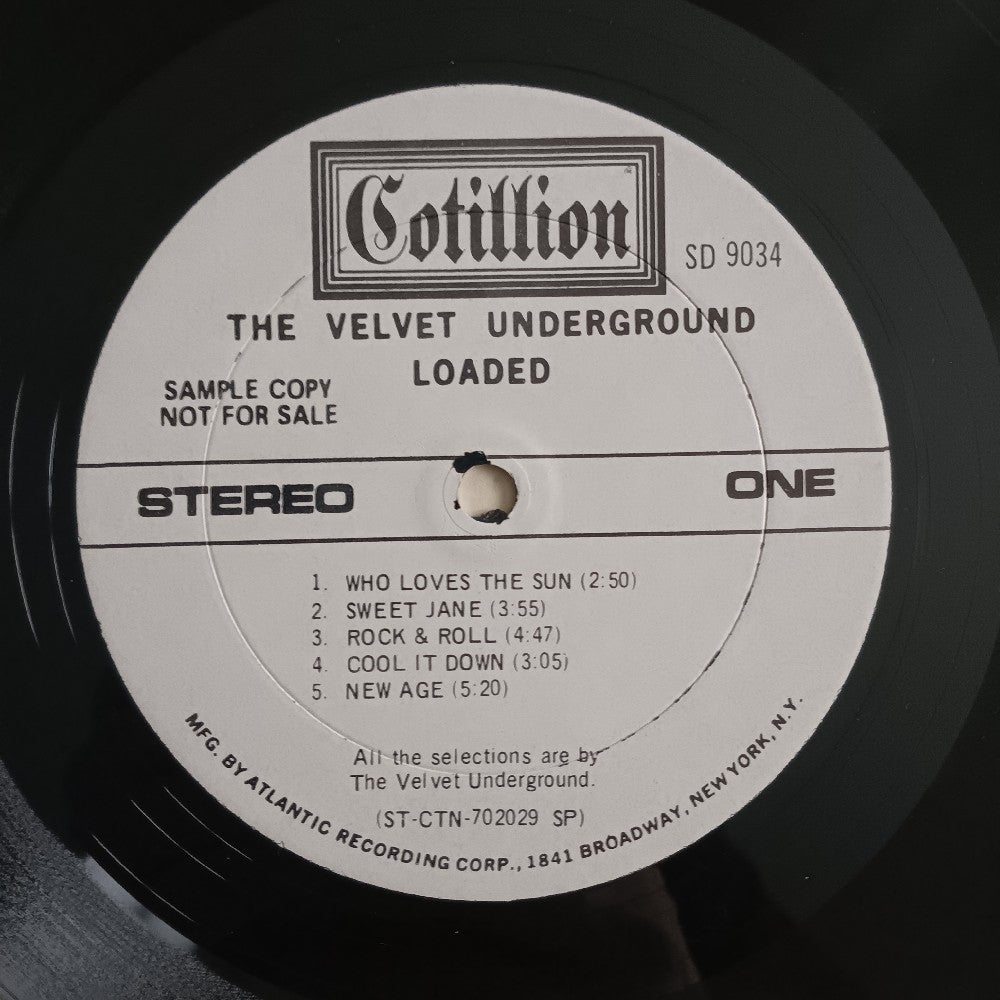 Cotillion
TM
SD 9034
THE VELVET UNDERGROUND
LOADED
SAMPLE COPY
NOT FOR SALE
STEREO
ONE
1. WHO LOVES THE SUN (2:50)
2. SWEET JANE (3:55)
3. ROCK & ROLL (4:47)
4. COOL IT DOWN (3:05)
5. NEW AGE (5:20)
All the selections are by
The Velvet Underground.
(ST-CTN-702029 SP)
MFG. BY ATLANTIC RECORDING CORP., 1841 BROADWAY, NEW YORK, N.Y.